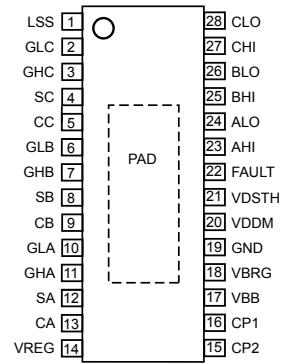 LSS 1 28 CLO
GLC 2 27 CHI
GHC 3 26 BLO
SC 4 25 BHI
CC 5 24 ALO
GLB 6 23 AHI
GHB 7 PAD 22 FAULT
SB 8 21 VDSTH
CB 9 20 VDDM
GLA 10 19 GND
GHA 11 18 VBRG
SA 12 17 VBB
CA 13 16 CP1
VREG 14 15 CP2